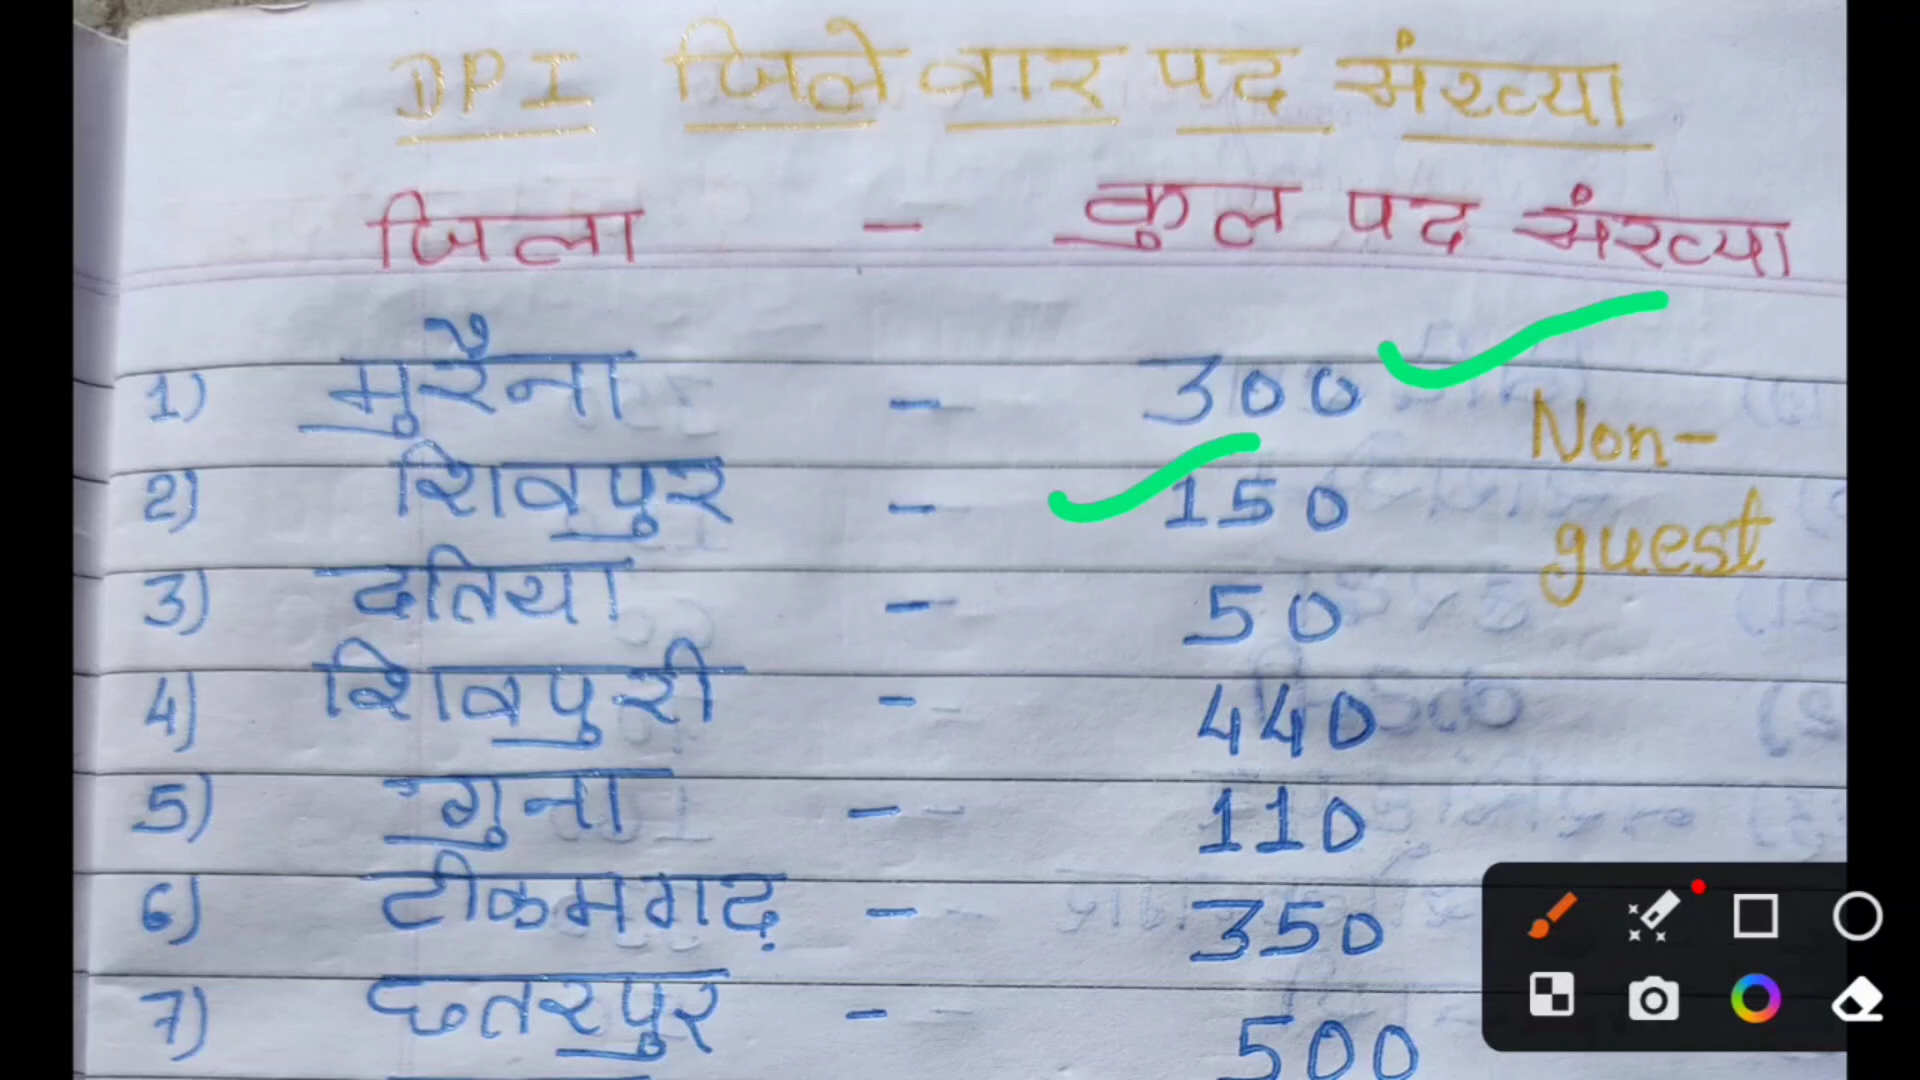 DPI जिले वार पद संख्या
जिला - कुल पद संख्या
1) मुरैना - 300
2) शिवपुर - 150
3) दतिया - 50
4) शिवपुरी - 440
5) गुना - 110
6) टीकमगढ़ - 350
7) छतरपुर - 500
Non-
guest